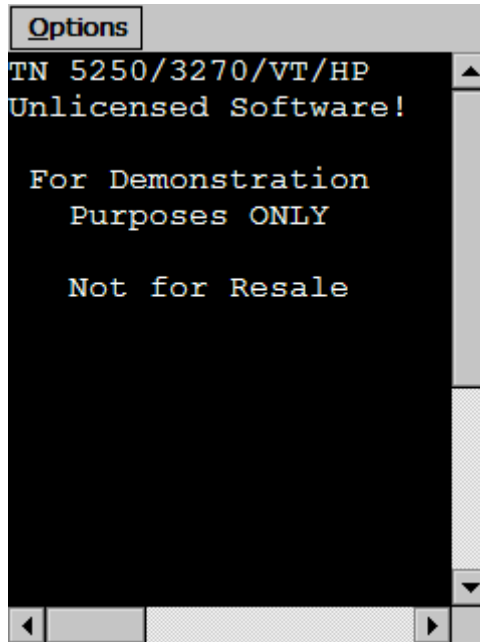 Options
TN 5250/3270/VT/HP
Unlicensed Software!
For Demonstration
Purposes ONLY
Not for Resale